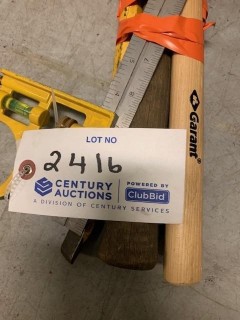 Garant
LOT NO
2416
CENTURY
AUCTIONS
POWERED BY
ClubBid
A DIVISION OF CENTURY SERVICES